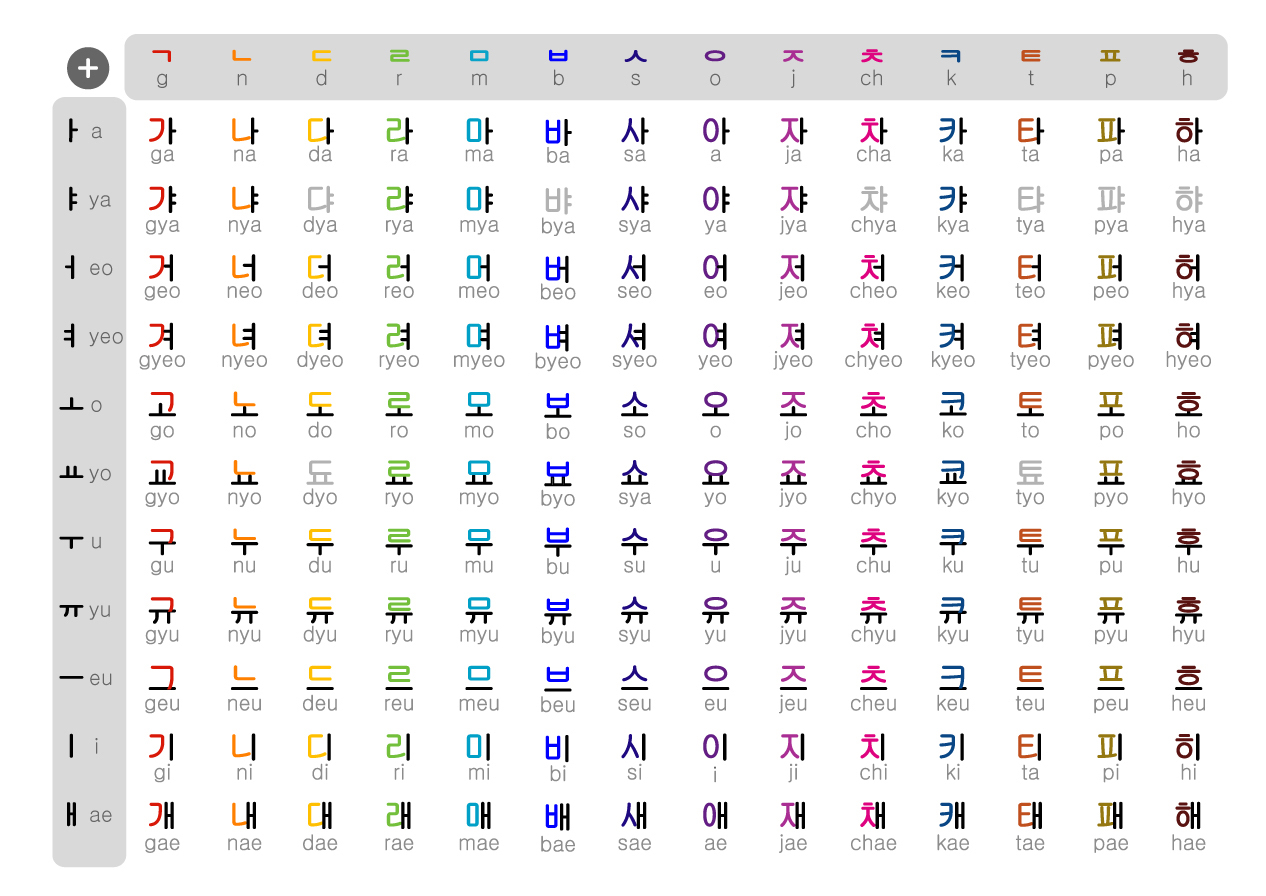 + ㄱ ㄴ ㄷ ㄹ ㅁ ㅂ ㅅ ㅇ ㅈ ㅊ ㅋ ㅌ ㅍ ㅎ
g n d r m b s o j ch k t p h
ㅏ a 가 나 다 라 마 바 사 아 자 차 카 타 파 하
ga na da ra ma ba sa a ja cha ka ta pa ha
ㅑ ya 갸 냐 댜 랴 먀 뱌 샤 야 쟈 챠 캬 탸 퍄 햐
gya nya dya rya mya bya sya ya jya chya kya tya pya hya
ㅓ eo 거 너 더 러 머 버 서 어 저 처 커 터 퍼 허
geo neo deo reo meo beo seo eo jeo cheo keo teo peo hya
ㅕ yeo 겨 녀 뎌 려 며 벼 셔 여 져 쳐 켜 텨 펴 혀
gyeo nyeo dyeo ryeo myeo byeo syeo yeo jyeo chyeo kyeo tyeo pyeo hyeo
ㅗ o 고 노 도 로 모 보 소 오 조 초 코 토 포 호
go no do ro mo bo so o jo cho ko to po ho
ㅛ yo 교 뇨 됴 료 묘 뵤 쇼 요 죠 쵸 쿄 툐 표 효
gyo nyo dyo ryo myo byo sya yo jyo chyo kyo tyo pyo hyo
ㅜ u 구 누 두 루 무 부 수 우 주 추 쿠 투 푸 후
gu nu du ru mu bu su u ju chu ku tu pu hu
ㅠ yu 규 뉴 듀 류 뮤 뷰 슈 유 쥬 츄 큐 튜 퓨 휴
gyu nyu dyu ryu myu byu syu yu jyu chyu kyu tyu pyu hyu
ㅡ eu 그 느 드 르 므 브 스 으 즈 츠 크 트 프 흐
geu neu deu reu meu beu seu eu jeu cheu keu teu peu heu
ㅣ i 기 니 디 리 미 비 시 이 지 치 키 티 피 히
gi ni di ri mi bi si i ji chi ki ta pi hi
ㅐ ae 개 내 대 래 매 배 새 애 재 채 캐 태 패 해
gae nae dae rae mae bae sae ae jae chae kae tae pae hae